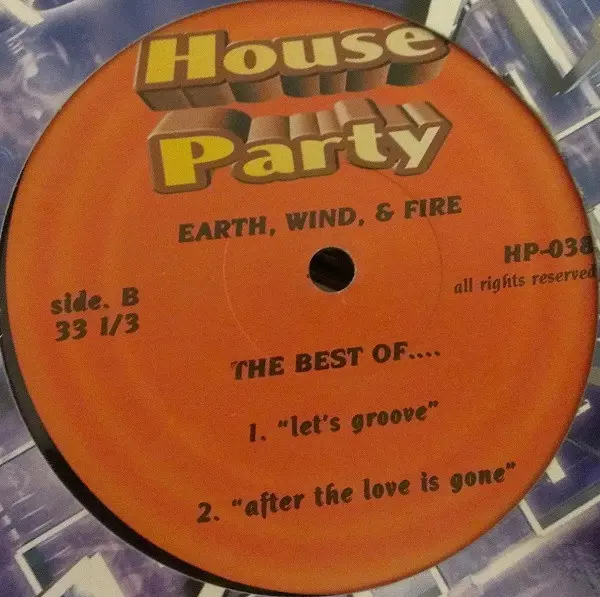 House
Party
EARTH, WIND, & FIRE
HP-038
all rights reserved
side. B
33 1/3
THE BEST OF....
1. "let's groove"
2. "after the love is gone"